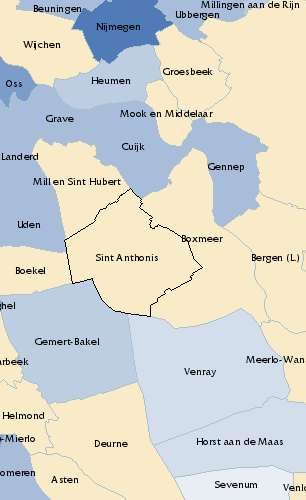 Beuningen
Millingen aan de Rijn
Ubbergen
Nijmegen
Wijchen
Groesbeek
Heumen
Oss
Mook en Middelaar
Grave
Cuijk
Landerd
Gennep
Mill en Sint Hubert
Uden
Boxmeer
Sint Anthonis
Bergen (L)
Boekel
Gemert-Bakel
Meerlo-Wan
Venray
Helmond
-Mierlo
Deurne
Horst aan de Maas
omeren
Asten
Sevenum
Venlo